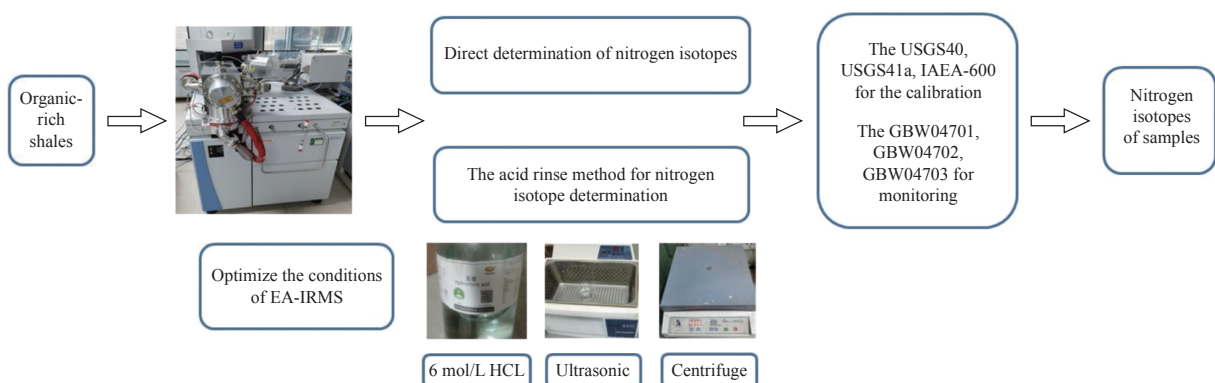 Organic-
rich
shales
Optimize the conditions
of EA-IRMS
Direct determination of nitrogen isotopes
The acid rinse method for nitrogen
isotope determination
6 mol/L HCL
Ultrasonic
Centrifuge
The USGS40,
USGS41a, IAEA-600
for the calibration
The GBW04701,
GBW04702,
GBW04703 for
monitoring
Nitrogen
isotopes
of samples